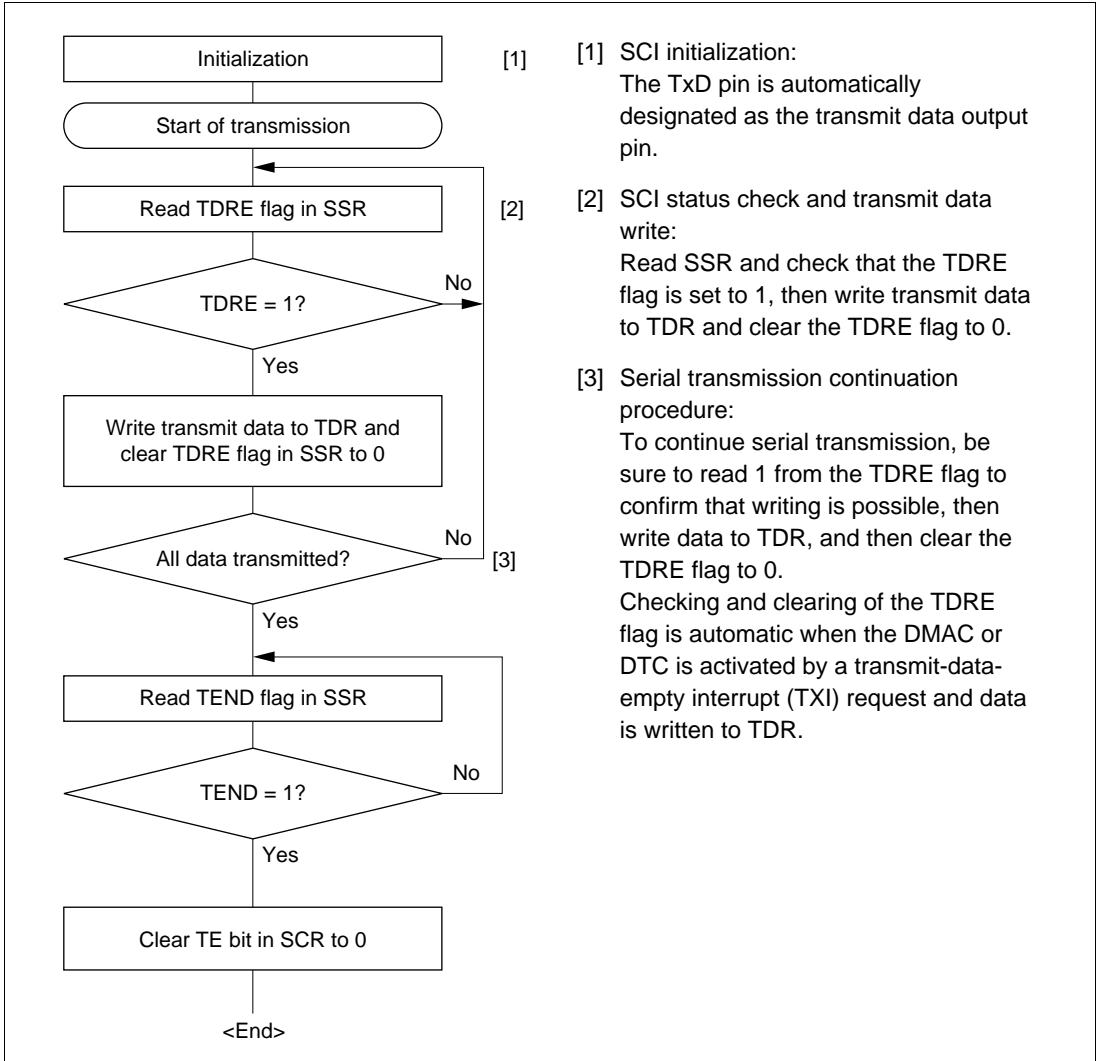 Initialization
[1]
Start of transmission
Read TDRE flag in SSR
[2]
No
TDRE = 1?
Yes
Write transmit data to TDR and
clear TDRE flag in SSR to 0
No
All data transmitted?
[3]
Yes
Read TEND flag in SSR
No
TEND = 1?
Yes
Clear TE bit in SCR to 0
<End>
[1] SCI initialization:
The TxD pin is automatically
designated as the transmit data output
pin.
[2] SCI status check and transmit data
write:
Read SSR and check that the TDRE
flag is set to 1, then write transmit data
to TDR and clear the TDRE flag to 0.
[3] Serial transmission continuation
procedure:
To continue serial transmission, be
sure to read 1 from the TDRE flag to
confirm that writing is possible, then
write data to TDR, and then clear the
TDRE flag to 0.
Checking and clearing of the TDRE
flag is automatic when the DMAC or
DTC is activated by a transmit-data-
empty interrupt (TXI) request and data
is written to TDR.